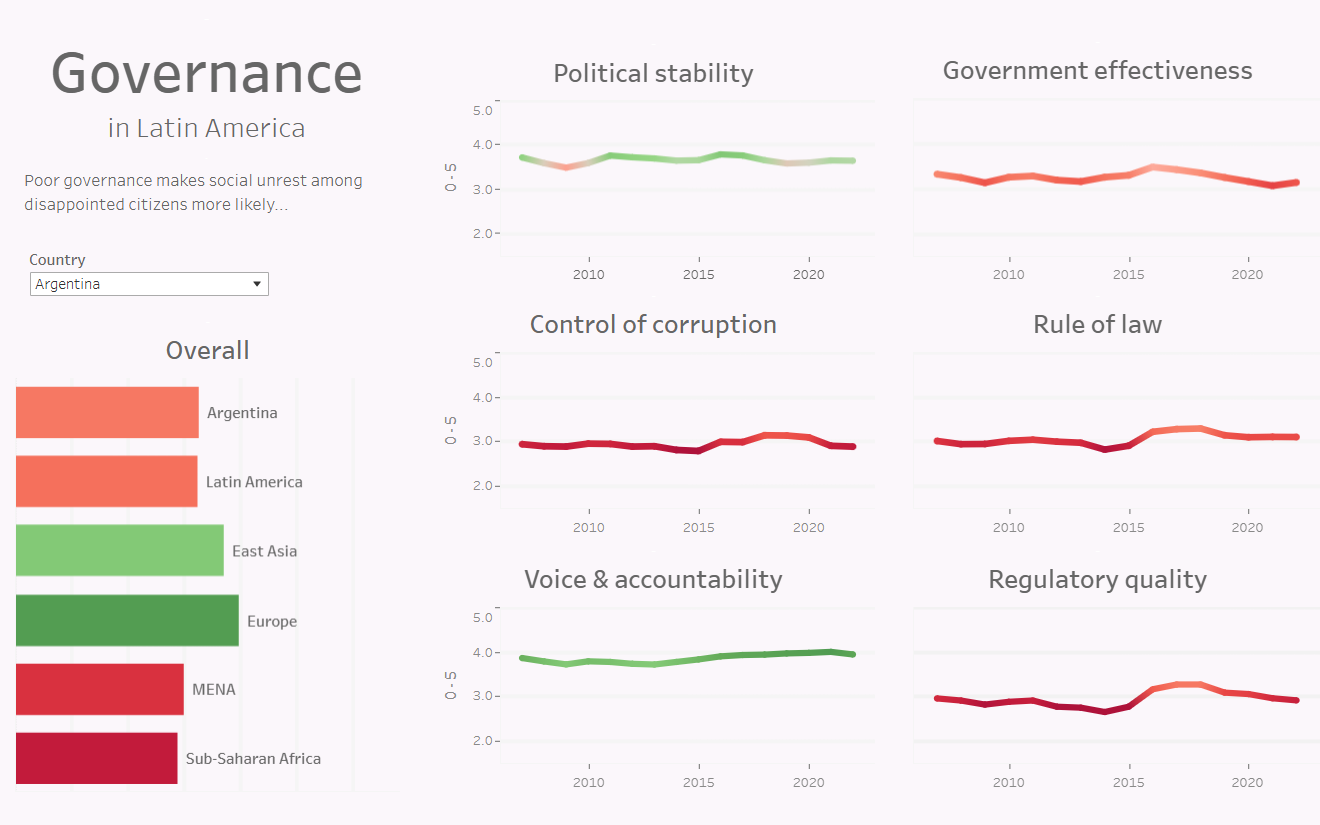 Governance
in Latin America
Poor governance makes social unrest among
disappointed citizens more likely...
Country
Argentina
Overall
Argentina
Latin America
East Asia
Europe
MENA
Sub-Saharan Africa
Political stability
5.0
4.0
3.0
2.0
0-5
2010 2015 2020
Government effectiveness
2010 2015 2020
Control of corruption
5.0
4.0
3.0
2.0
0-5
2010 2015 2020
Rule of law
2010 2015 2020
Voice & accountability
5.0
4.0
3.0
2.0
0-5
2010 2015 2020
Regulatory quality
2010 2015 2020